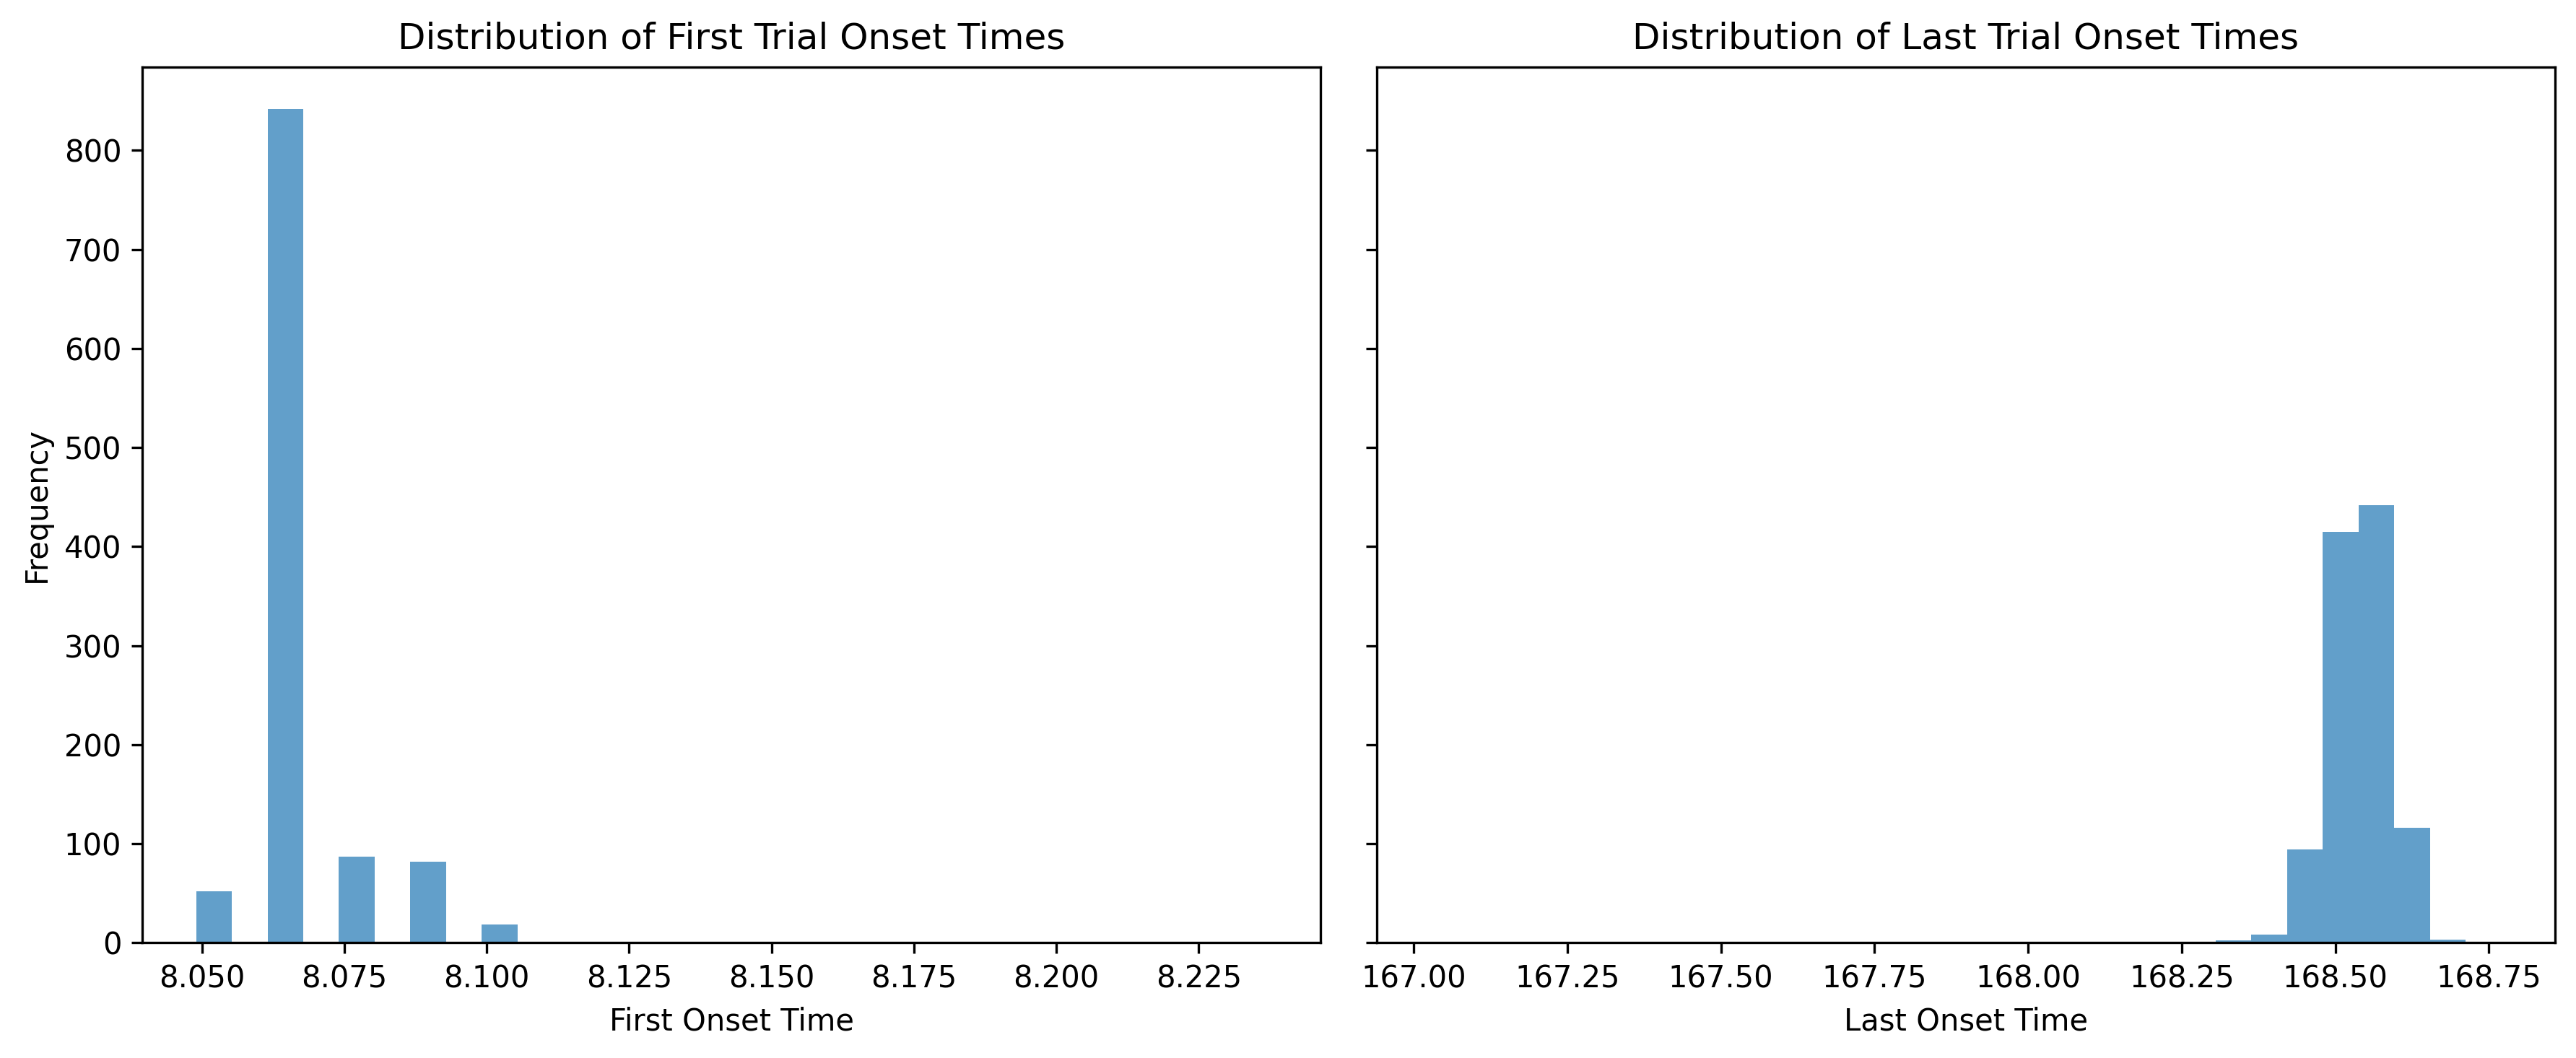 Distribution of First Trial Onset Times
Distribution of Last Trial Onset Times
Frequency
800
700
600
500
400
300
200
100
0
8.050 8.075 8.100 8.125 8.150 8.175 8.200 8.225
First Onset Time
167.00 167.25 167.50 167.75 168.00 168.25 168.50 168.75
Last Onset Time